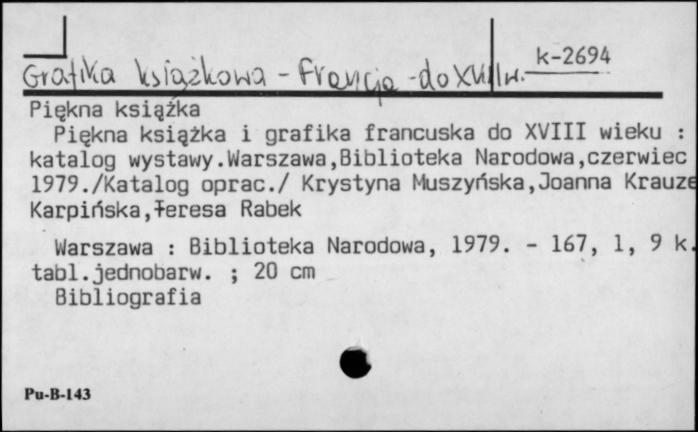 Grafika książkowa - Francja - do XVIII w.
k-2694
Piękna książka
Piękna książka i grafika francuska do XVIII wieku :
katalog wystawy.Warszawa,Biblioteka Narodowa,czerwiec
1979./Katalog oprac./ Krystyna Muszyńska,Joanna Krauze
Karpińska,Teresa Rabek
Warszawa : Biblioteka Narodowa, 1979. - 167, 1, 9 k.
tabl.jednobarw. ; 20 cm
Bibliografia
Pu-B-143